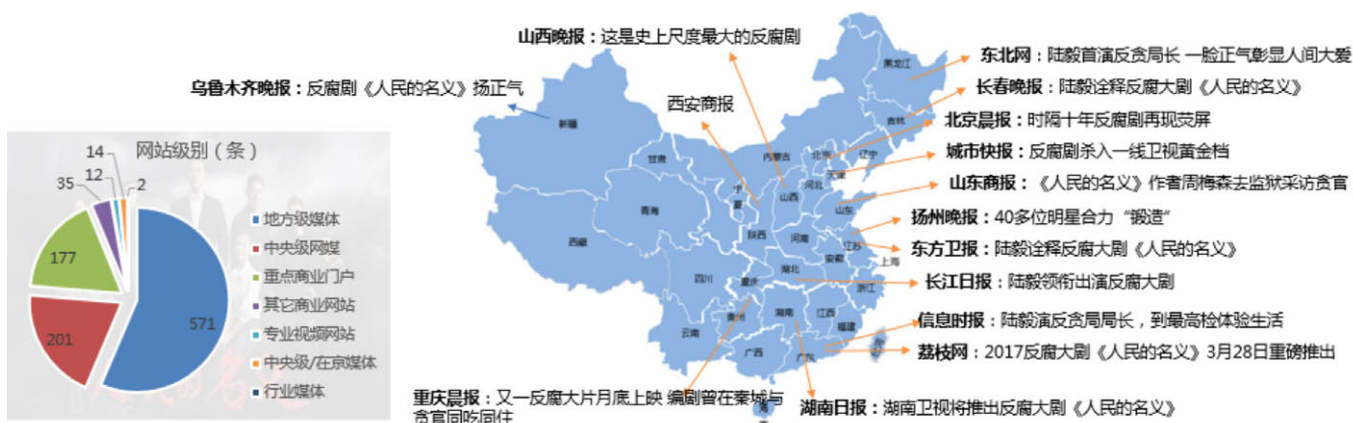 山西晚报：这是史上尺度最大的反腐剧
东北网：陆毅首演反贪局长 一脸正气彰显人间大爱
乌鲁木齐晚报：反腐剧《人民的名义》扬正气
长春晚报：陆毅诠释反腐大剧《人民的名义》
西安商报
北京晨报：时隔十年反腐剧再现荧屏
城市快报：反腐剧杀入一线卫视黄金档
山东商报：《人民的名义》作者周梅森去监狱采访贪官
扬州晚报：40多位明星合力“锻造”
东方卫报：陆毅诠释反腐大剧《人民的名义》
长江日报：陆毅领衔出演反腐大剧
信息时报：陆毅演反贪局局长，到最高检体验生活
荔枝网：2017反腐大剧《人民的名义》3月28日重磅推出
重庆晨报：又一反腐大片月底上映 编剧曾在秦城与
贪官同吃同住
湖南日报：湖南卫视将推出反腐大剧《人民的名义》
网站级别（条）
14
12
2
35
177
201
571
地方级媒体
中央级网媒
重点商业门户
其它商业网站
专业视频网站
中央级/在京媒体
行业媒体
黑龙江
吉林
辽宁
新疆
甘肃
内蒙古
北京
天津
河北
山西
宁夏
青海
山东
陕西
河南
江苏
西藏
安徽
上海
四川
重庆
湖北
浙江
贵州
湖南
江西
福建
云南
广西
广东